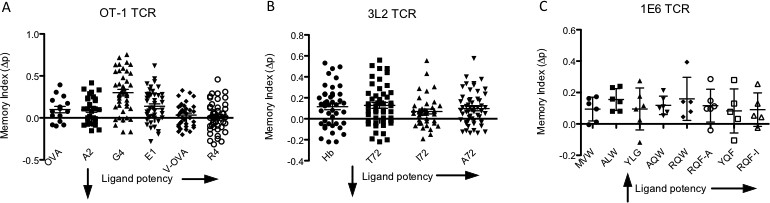 A
OT-1 TCR
Memory Index (Δp)
1.0
0.5
0.0
-0.5
OVA
A2
G4
E1
V-OVA
R4
Ligand potency
B
3L2 TCR
Memory Index (Δp)
0.8
0.6
0.4
0.2
0.0
-0.2
-0.4
Hb
T72
I72
A72
Ligand potency
C
1E6 TCR
Memory Index (Δp)
0.6
0.4
0.2
0.0
-0.2
MVW
ALW
YLG
AQW
RQW
RQF-A
YQF
RQF-I
Ligand potency